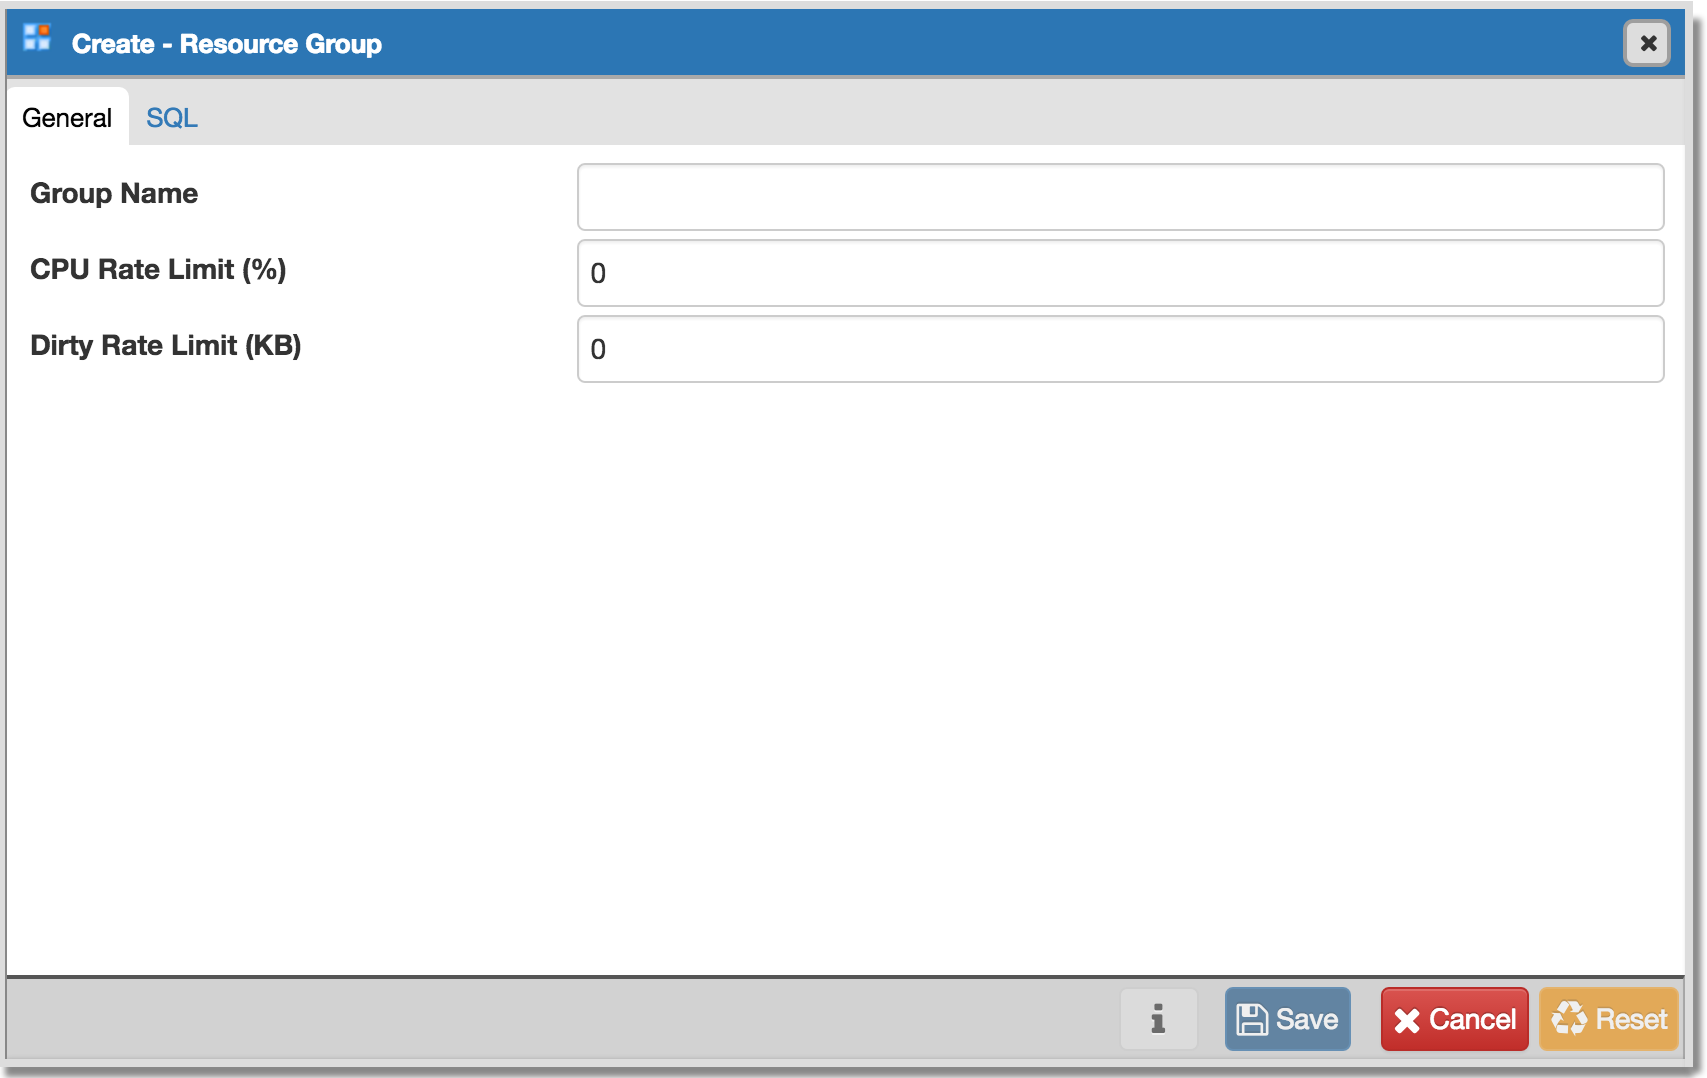 Create - Resource Group
General SQL
Group Name
CPU Rate Limit (%) 0
Dirty Rate Limit (KB) 0
Save Cancel Reset